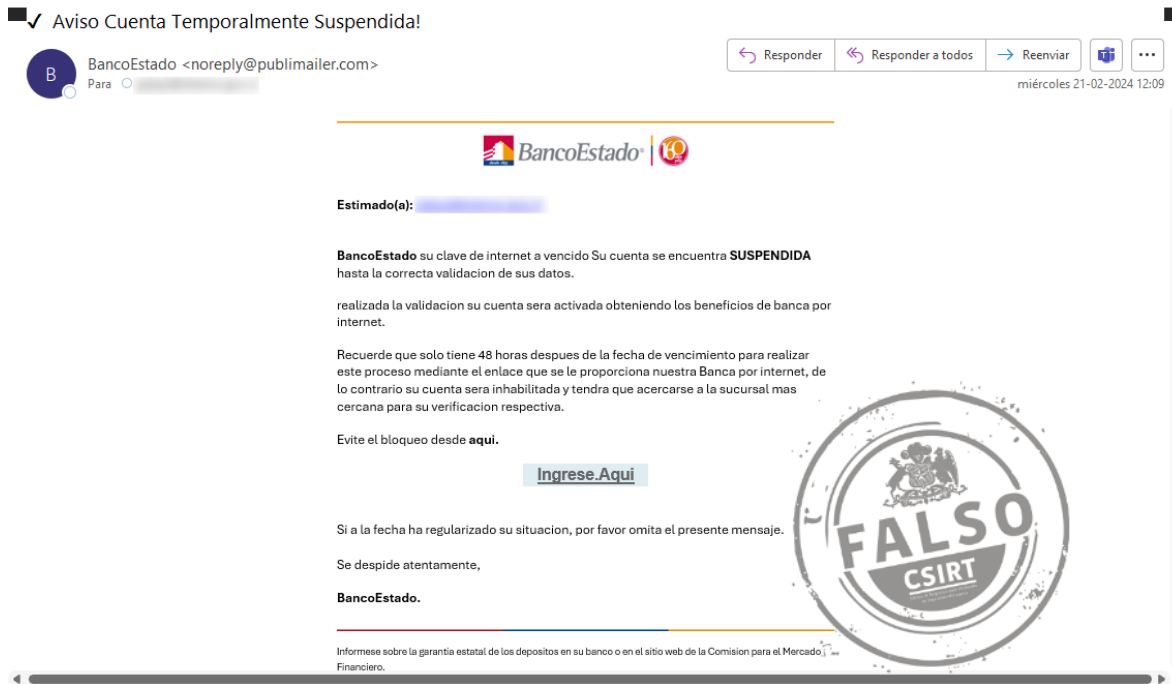 ✓ Aviso Cuenta Temporalmente Suspendida!
B
BancoEstado <noreply@publimailer.com>
Para
Responder
Responder a todos
Reenviar
miércoles 21-02-2024 12:09
BancoEstado
Estimado(a):
BancoEstado su clave de internet a vencido Su cuenta se encuentra SUSPENDIDA
hasta la correcta validacion de sus datos.
realizada la validacion su cuenta sera activada obteniendo los beneficios de banca por
internet.
Recuerde que solo tiene 48 horas despues de la fecha de vencimiento para realizar
este proceso mediante el enlace que se le proporciona nuestra Banca por internet, de
lo contrario su cuenta sera inhabilitada y tendra que acercarse a la sucursal mas
cercana para su verificacion respectiva.
Evite el bloqueo desde aqui.
Ingrese.Aqui
Si a la fecha ha regularizado su situacion, por favor omita el presente mensaje.
Se despide atentamente,
BancoEstado.
FALSO
CSIRT
Informese sobre la garantia estatal de los depositos en su banco o en el sitio web de la Comision para el Mercado
Financiero.